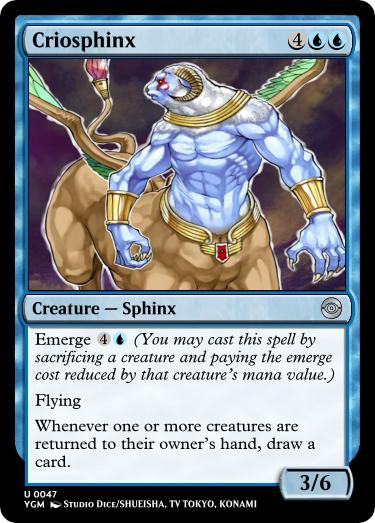 Criosphinx 4
Creature — Sphinx
Emerge 4 (You may cast this spell by
sacrificing a creature and paying the emerge
cost reduced by that creature's mana value.)
Flying
Whenever one or more creatures are
returned to their owner's hand, draw a
card.
3/6
U 0047
YGM Studio Dice/SHUEISHA, TV TOKYO, KONAMI